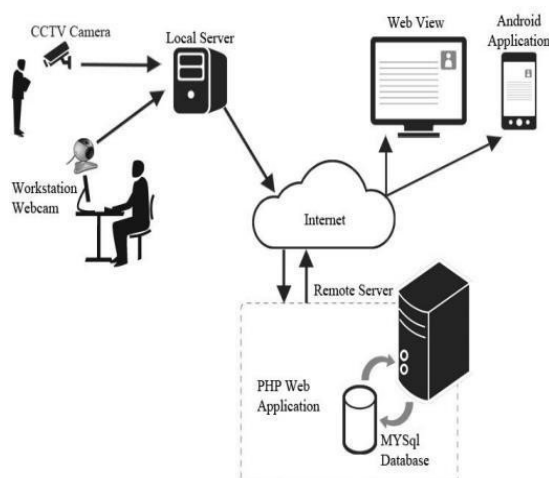 CCTV Camera
Local Server
Web View
Android
Application
Workstation
Webcam
Internet
Remote Server
PHP Web
Application
MYSql
Database